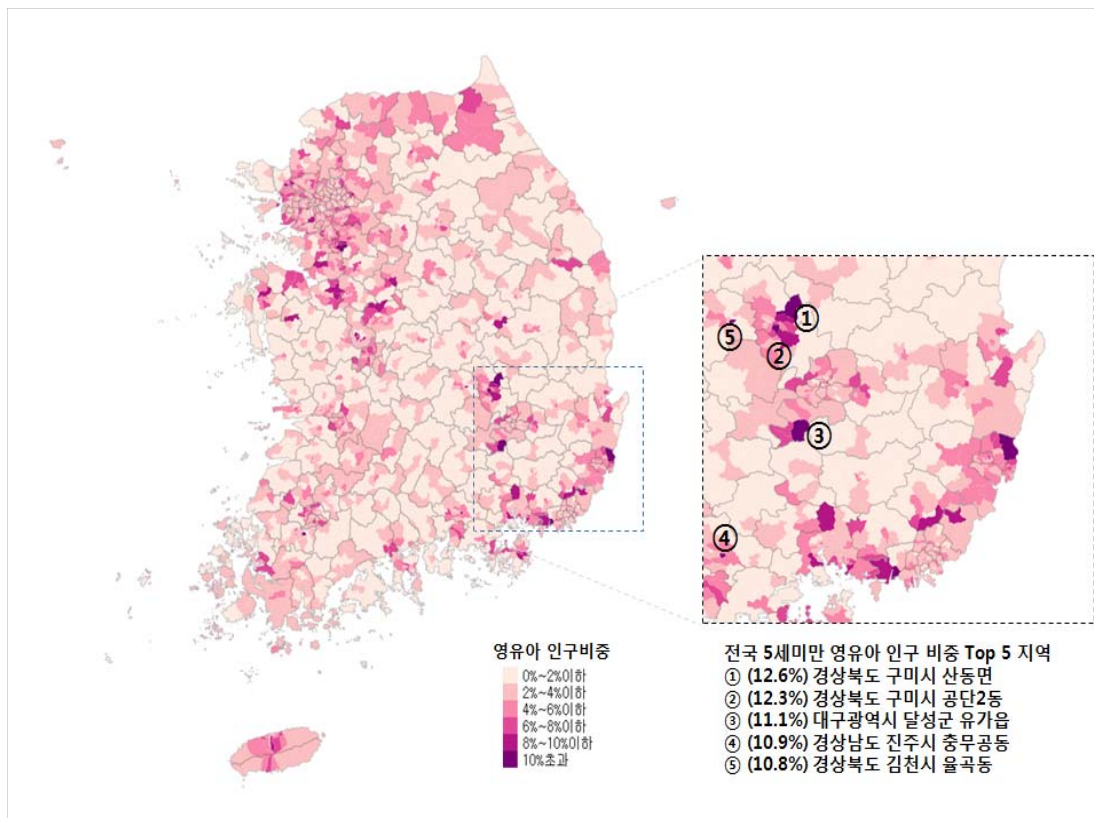 ①
⑤
②
③
④
영유아 인구비중
0%~2%이하
2%~4%이하
4%~6%이하
6%~8%이하
8%~10%이하
10%초과
전국 5세미만 영유아 인구 비중 Top 5 지역
① (12.6%) 경상북도 구미시 산동면
② (12.3%) 경상북도 구미시 공단2동
③ (11.1%) 대구광역시 달성군 유가읍
④ (10.9%) 경상남도 진주시 충무공동
⑤ (10.8%) 경상북도 김천시 율곡동